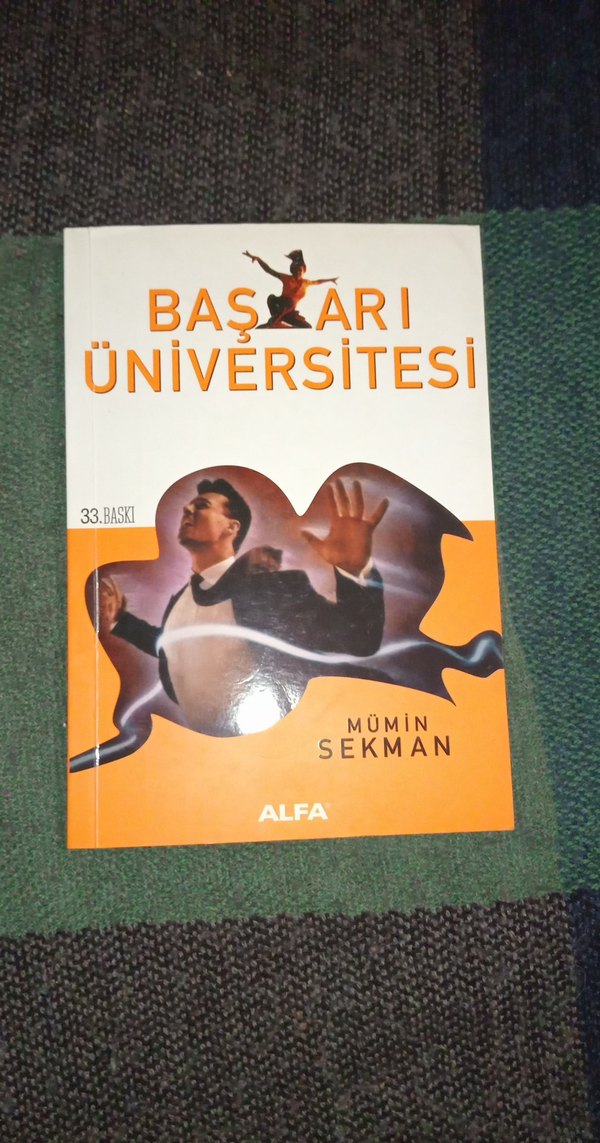 BAŞARI
ÜNİVERSİTESİ
33.BASKI
MÜMİN
SEKMAN
ALFA